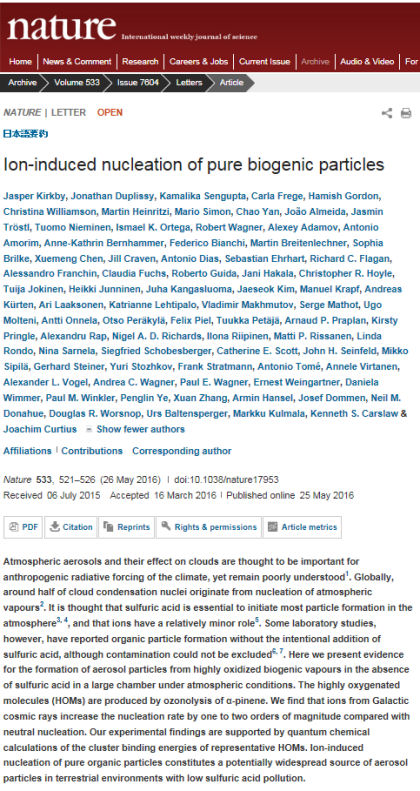 nature International weekly journal of science
Home News & Comment Research Careers & Jobs Current Issue Archive Audio & Video For
Archive Volume 533 Issue 7604 Letters Article
NATURE | LETTER OPEN
日本語要約
Ion-induced nucleation of pure biogenic particles
Jasper Kirkby, Jonathan Duplissy, Kamalika Sengupta, Carla Frege, Hamish Gordon,
Christina Williamson, Martin Heinritzi, Mario Simon, Chao Yan, João Almeida, Jasmin
Tröstl, Tuomo Nieminen, Ismael K. Ortega, Robert Wagner, Alexey Adamov, Antonio
Amorim, Anne-Kathrin Bernhammer, Federico Bianchi, Martin Breitenlechner, Sophia
Brilke, Xuemeng Chen, Jill Craven, Antonio Dias, Sebastian Ehrhart, Richard C. Flagan,
Alessandro Franchin, Claudia Fuchs, Roberto Guida, Jani Hakala, Christopher R. Hoyle,
Tuija Jokinen, Heikki Junninen, Juha Kangasluoma, Jaeseok Kim, Manuel Krapf, Andreas
Kürten, Ari Laaksonen, Katrianne Lehtipalo, Vladimir Makhmutov, Serge Mathot, Ugo
Molteni, Antti Onnela, Otso Peräkylä, Felix Piel, Tuukka Petäjä, Arnaud P. Praplan, Kirsty
Pringle, Alexandru Rap, Nigel A. D. Richards, Ilona Riipinen, Matti P. Rissanen, Linda
Rondo, Nina Sarnela, Siegfried Schobesberger, Catherine E. Scott, John H. Seinfeld, Mikko
Sipilä, Gerhard Steiner, Yuri Stozhkov, Frank Stratmann, Antonio Tomé, Annele Virtanen,
Alexander L. Vogel, Andrea C. Wagner, Paul E. Wagner, Ernest Weingartner, Daniela
Wimmer, Paul M. Winkler, Penglin Ye, Xuan Zhang, Armin Hansel, Josef Dommen, Neil M.
Donahue, Douglas R. Worsnop, Urs Baltensperger, Markku Kulmala, Kenneth S. Carslaw &
Joachim Curtius Show fewer authors
Affiliations | Contributions Corresponding author
Nature 533, 521–526 (26 May 2016) | doi:10.1038/nature17953
Received 06 July 2015 Accepted 16 March 2016 | Published online 25 May 2016
PDF Citation Reprints Rights & permissions Article metrics
Atmospheric aerosols and their effect on clouds are thought to be important for
anthropogenic radiative forcing of the climate, yet remain poorly understood1. Globally,
around half of cloud condensation nuclei originate from nucleation of atmospheric
vapours2. It is thought that sulfuric acid is essential to initiate most particle formation in the
atmosphere3, 4, and that ions have a relatively minor role5. Some laboratory studies,
however, have reported organic particle formation without the intentional addition of
sulfuric acid, although contamination could not be excluded6, 7. Here we present evidence
for the formation of aerosol particles from highly oxidized biogenic vapours in the absence
of sulfuric acid in a large chamber under atmospheric conditions. The highly oxygenated
molecules (HOMs) are produced by ozonolysis of α-pinene. We find that ions from Galactic
cosmic rays increase the nucleation rate by one to two orders of magnitude compared with
neutral nucleation. Our experimental findings are supported by quantum chemical
calculations of the cluster binding energies of representative HOMs. Ion-induced
nucleation of pure organic particles constitutes a potentially widespread source of aerosol
particles in terrestrial environments with low sulfuric acid pollution.